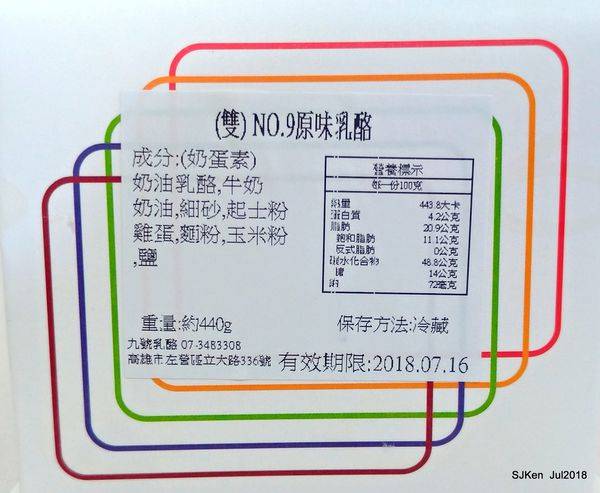 (雙) NO.9原味乳酪
成分:(奶蛋素)
奶油乳酪,牛奶
奶油,細砂,起士粉
雞蛋,麵粉,玉米粉
,鹽
營養標示
每一份100克
熱量 443.8大卡
蛋白質 4.2公克
脂肪 20.9公克
飽和脂肪 11.1公克
反式脂肪 0公克
碳水化合物 48.8公克
糖 14公克
鈉 72毫克
重量:約440g
保存方法:冷藏
九號乳酪 07-3483308
高雄市左營區立大路336號
有效期限:2018.07.16
SJKen Jul2018